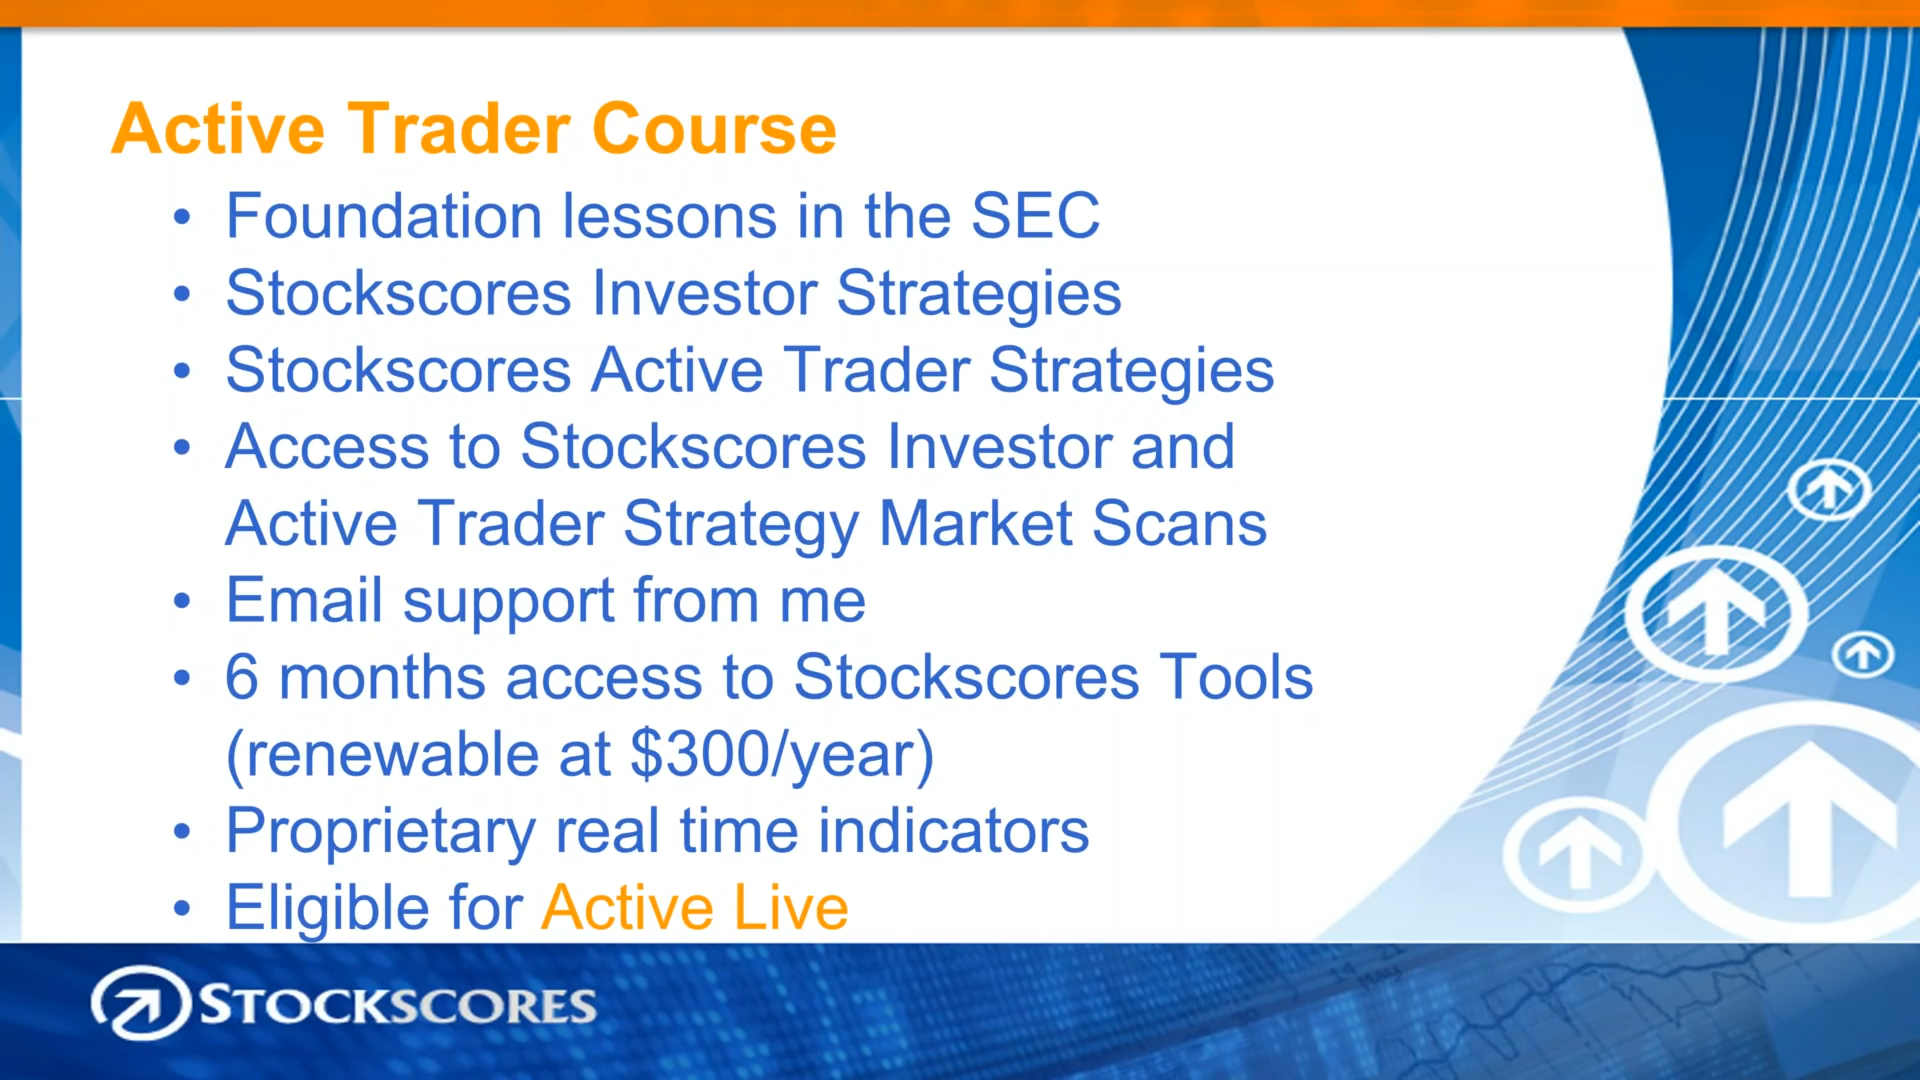 Active Trader Course
• Foundation lessons in the SEC
• Stockscores Investor Strategies
• Stockscores Active Trader Strategies
• Access to Stockscores Investor and
Active Trader Strategy Market Scans
• Email support from me
• 6 months access to Stockscores Tools
(renewable at $300/year)
• Proprietary real time indicators
• Eligible for Active Live
STOCKSCORES